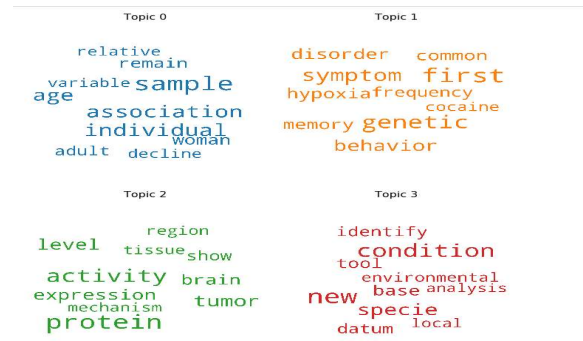 Topic 0
relative
remain
variable sample
age
association
individual
woman
adult decline
Topic 1
disorder common
symptom first
hypoxia frequency
cocaine
memory genetic
behavior
Topic 2
region
level
tissue show
activity brain
expression
tumor
mechanism
protein
Topic 3
identify
condition
tool
environmental
new base analysis
specie
datum local